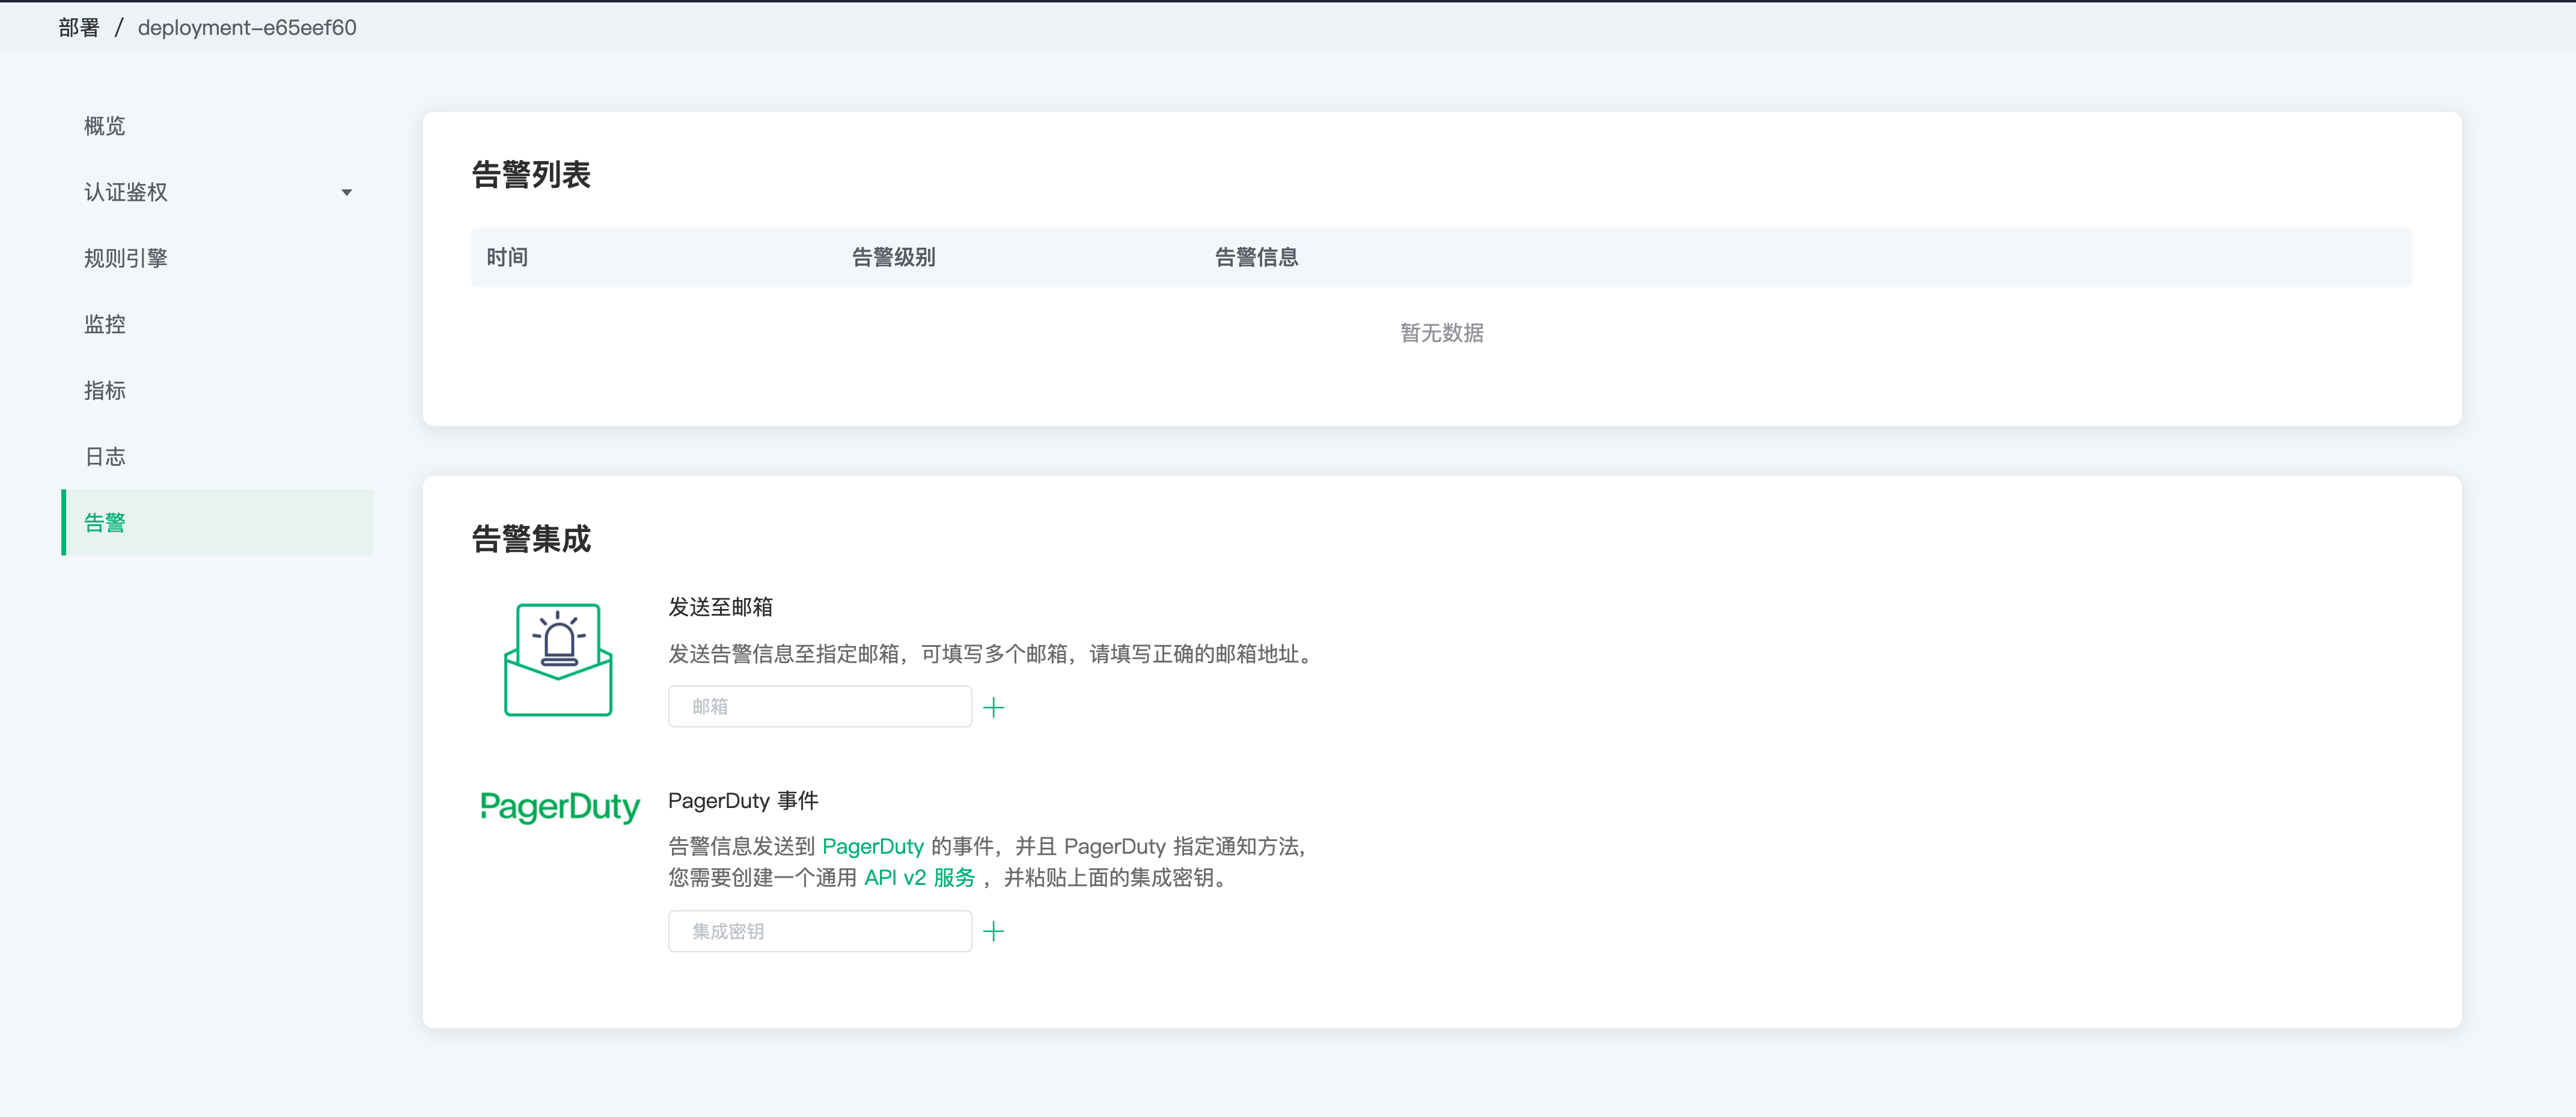 部署 / deployment-e65eef60
概览
认证鉴权
规则引擎
监控
指标
日志
告警
告警列表
时间 告警级别 告警信息
暂无数据
告警集成
发送至邮箱
发送告警信息至指定邮箱，可填写多个邮箱，请填写正确的邮箱地址。
邮箱
PagerDuty
PagerDuty 事件
告警信息发送到 PagerDuty 的事件，并且 PagerDuty 指定通知方法,
您需要创建一个通用 API v2 服务 ，并粘贴上面的集成密钥。
集成密钥